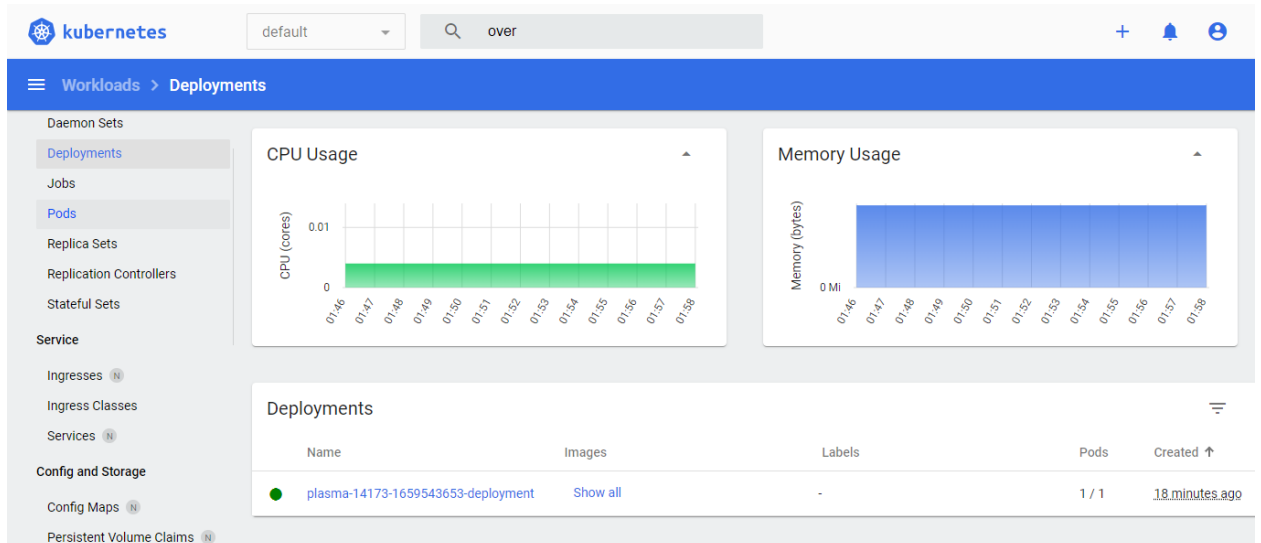 kubernetes
default
over
Workloads > Deployments
Daemon Sets
Deployments
Jobs
Pods
Replica Sets
Replication Controllers
Stateful Sets
Service
Ingresses N
Ingress Classes
Services N
Config and Storage
Config Maps N
Persistent Volume Claims N
CPU Usage
CPU (cores)
0.01
0
01:46 01:47 01:48 01:49 01:50 01:51 01:52 01:53 01:54 01:55 01:56 01:57 01:58
Memory Usage
Memory (bytes)
0 Mi
01:46 01:47 01:48 01:49 01:50 01:51 01:52 01:53 01:54 01:55 01:56 01:57 01:58
Deployments
Name Images Labels Pods Created ↑
plasma-14173-1659543653-deployment Show all - 1 / 1 18 minutes ago